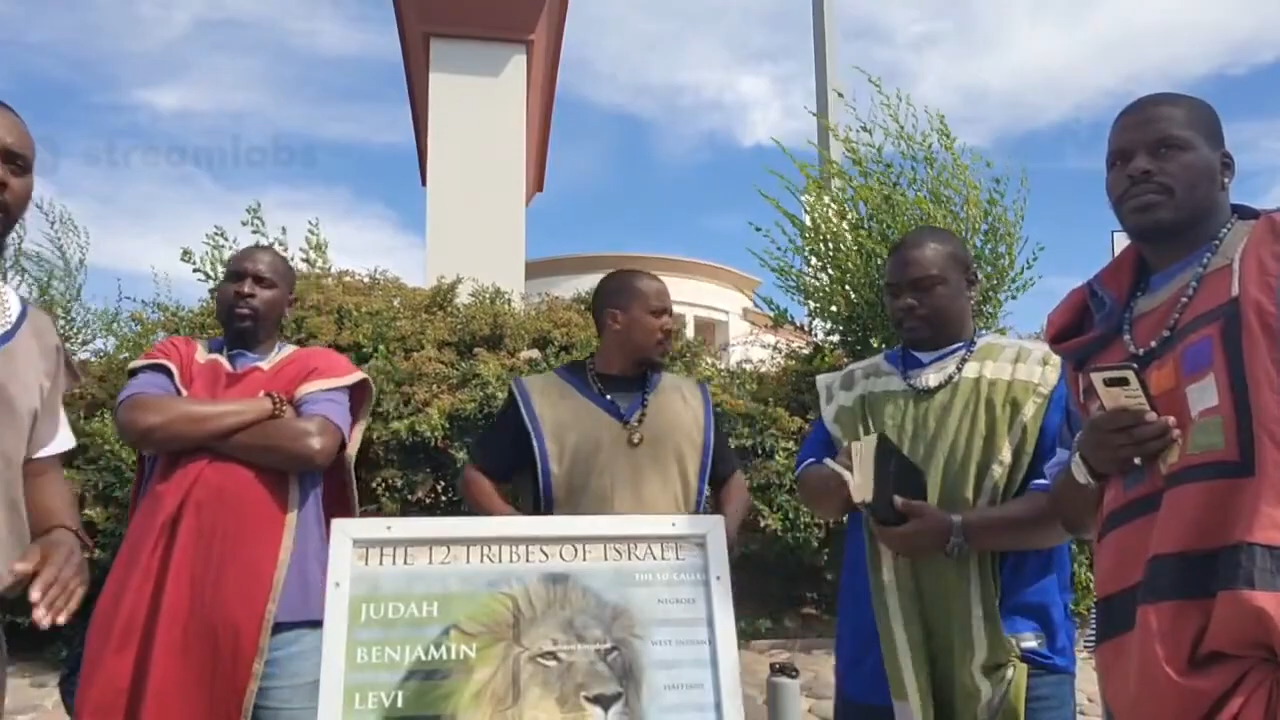 streamlabs
THE 12 TRIBES OF ISRAEL
THE SO-CALLED
JUDAH
NEGROES
BENJAMIN
WEST INDIANS
LEVI
HAITIANS